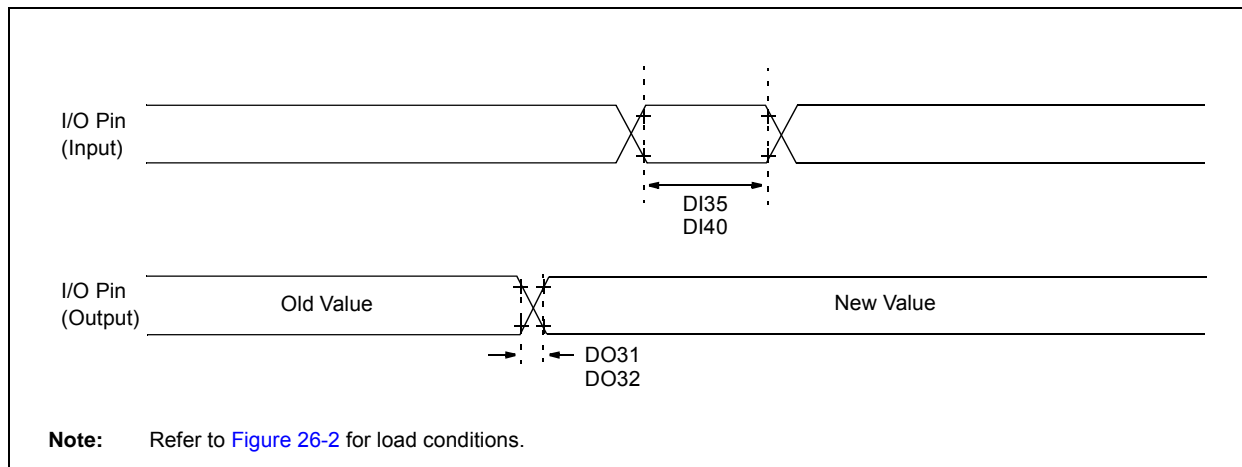 I/O Pin
(Input)
DI35
DI40
I/O Pin
(Output)
Old Value
New Value
DO31
DO32
Note: Refer to Figure 26-2 for load conditions.